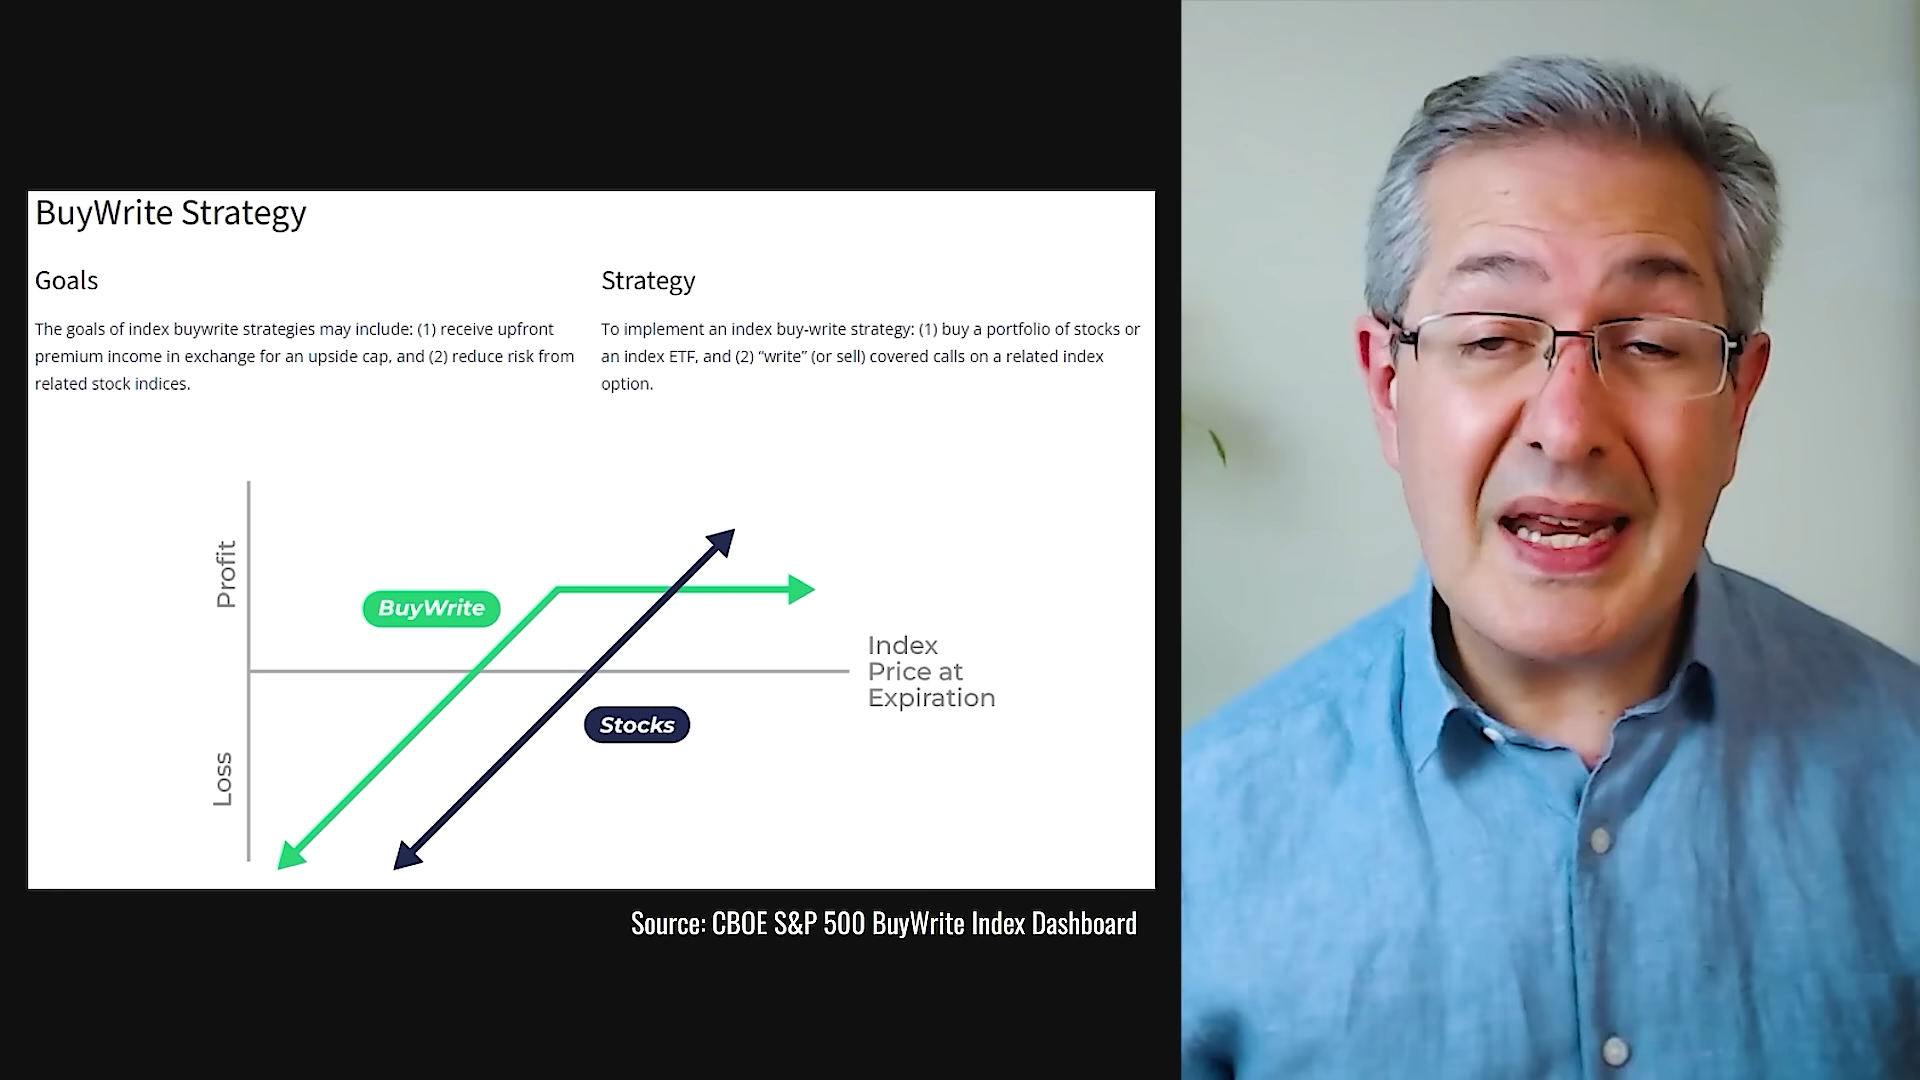 BuyWrite Strategy
Goals
The goals of index buywrite strategies may include: (1) receive upfront
premium income in exchange for an upside cap, and (2) reduce risk from
related stock indices.
Strategy
To implement an index buy-write strategy: (1) buy a portfolio of stocks or
an index ETF, and (2) “write” (or sell) covered calls on a related index
option.
Profit
BuyWrite
Index
Price at
Expiration
Stocks
Loss
Source: CBOE S&P 500 BuyWrite Index Dashboard